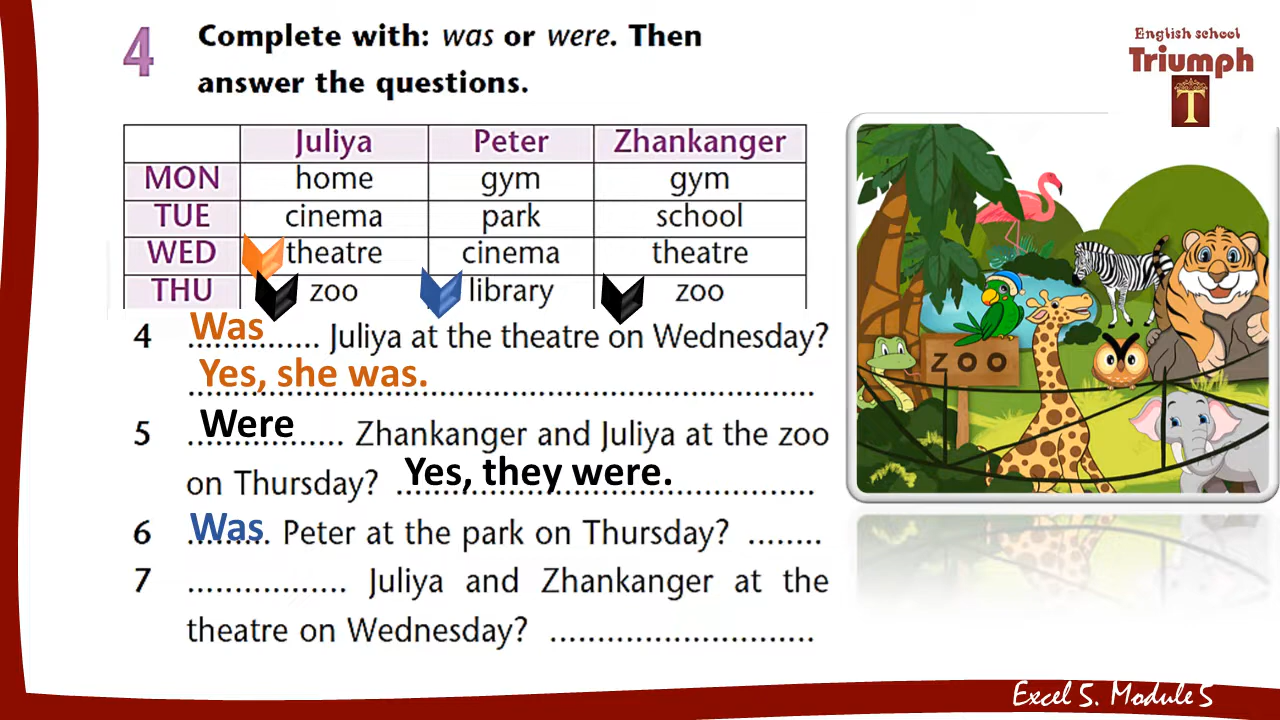 English school
Triumph
T
4 Complete with: was or were. Then
answer the questions.
Juliya Peter Zhankanger
MON home gym gym
TUE cinema park school
WED theatre cinema theatre
THU zoo library zoo
4 Was ............... Juliya at the theatre on Wednesday?
Yes, she was.
5 Were ................ Zhankanger and Juliya at the zoo
on Thursday? Yes, they were.
6 Was ......... Peter at the park on Thursday? ........
7 ................. Juliya and Zhankanger at the
theatre on Wednesday? ............................
ZOO
Excel 5. Module 5